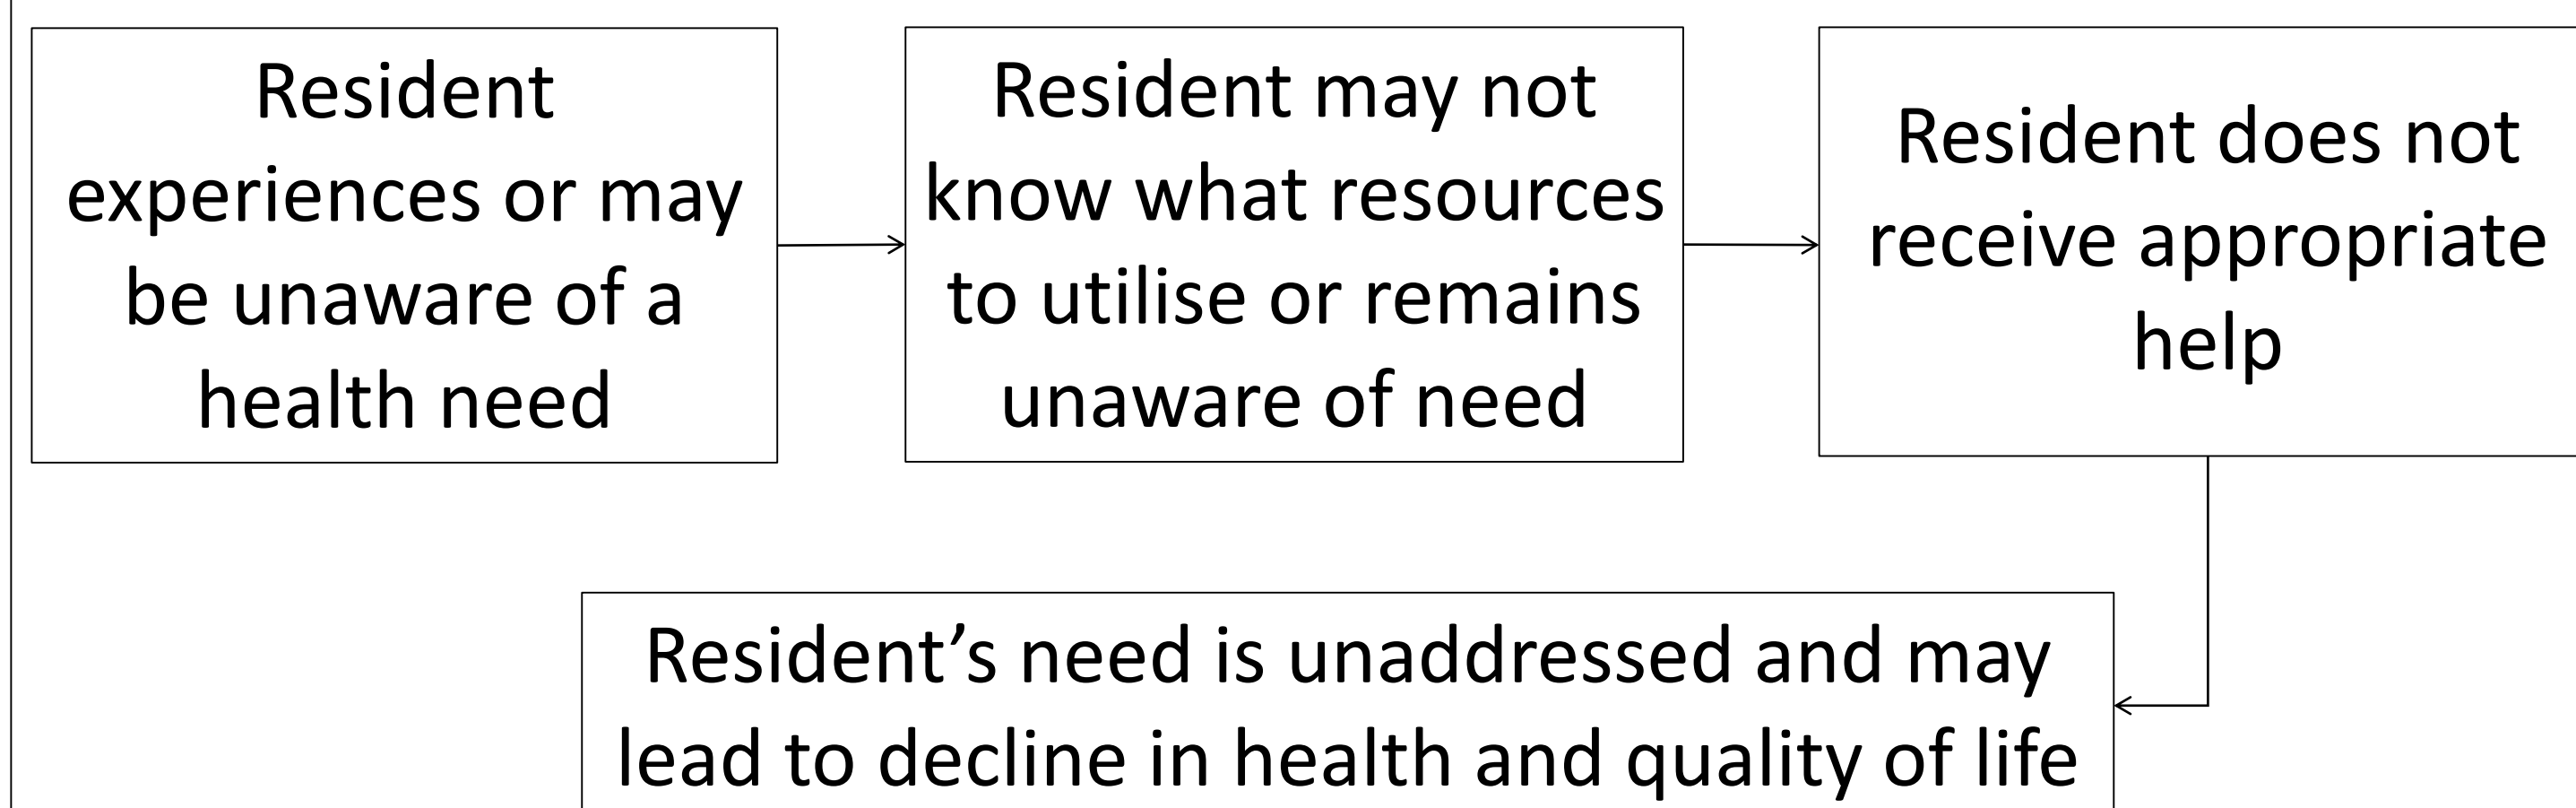 Resident
experiences or may
be unaware of a
health need
Resident may not
know what resources
to utilise or remains
unaware of need
Resident does not
receive appropriate
help
Resident’s need is unaddressed and may
lead to decline in health and quality of life